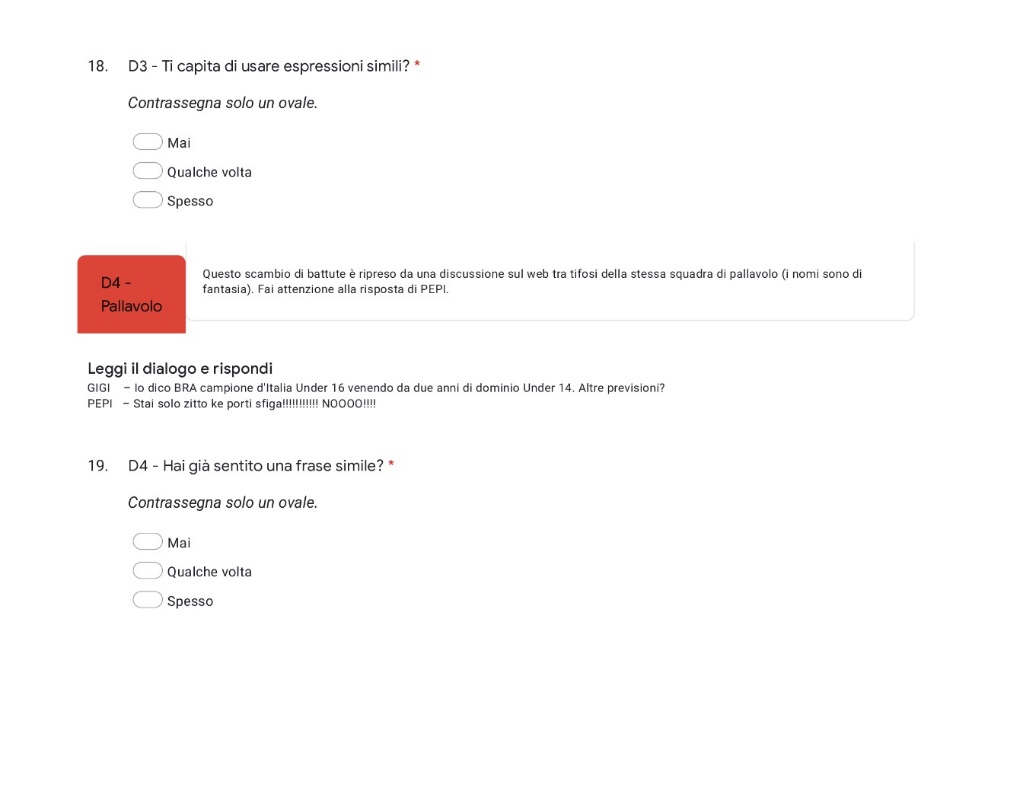 18. D3 - Ti capita di usare espressioni simili? *
Contrassegna solo un ovale.
Mai
Qualche volta
Spesso
D4 -
Pallavolo
Questo scambio di battute è ripreso da una discussione sul web tra tifosi della stessa squadra di pallavolo (i nomi sono di
fantasia). Fai attenzione alla risposta di PEPI.
Leggi il dialogo e rispondi
GIGI – Io dico BRA campione d'Italia Under 16 venendo da due anni di dominio Under 14. Altre previsioni?
PEPI – Stai solo zitto ke porti sfiga!!!!!!!!!!! NOOOO!!!!
19. D4 - Hai già sentito una frase simile? *
Contrassegna solo un ovale.
Mai
Qualche volta
Spesso